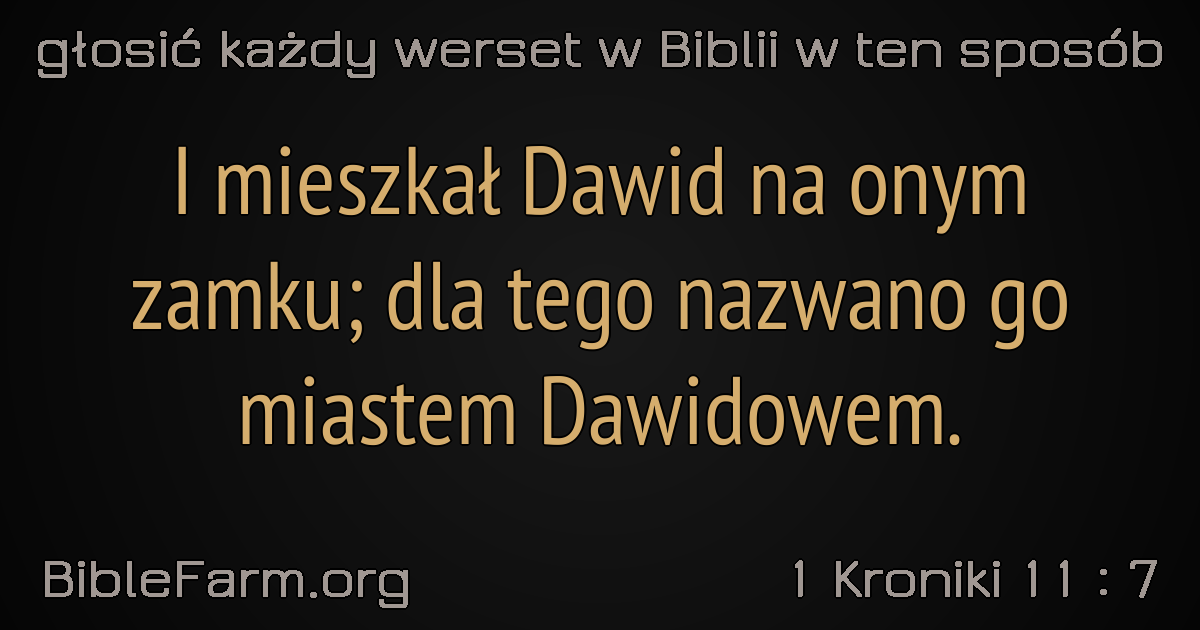 głosić każdy werset w Biblii w ten sposób
I mieszkał Dawid na onym
zamku; dla tego nazwano go
miastem Dawidowem.
BibleFarm.org
1 Kroniki 11 : 7